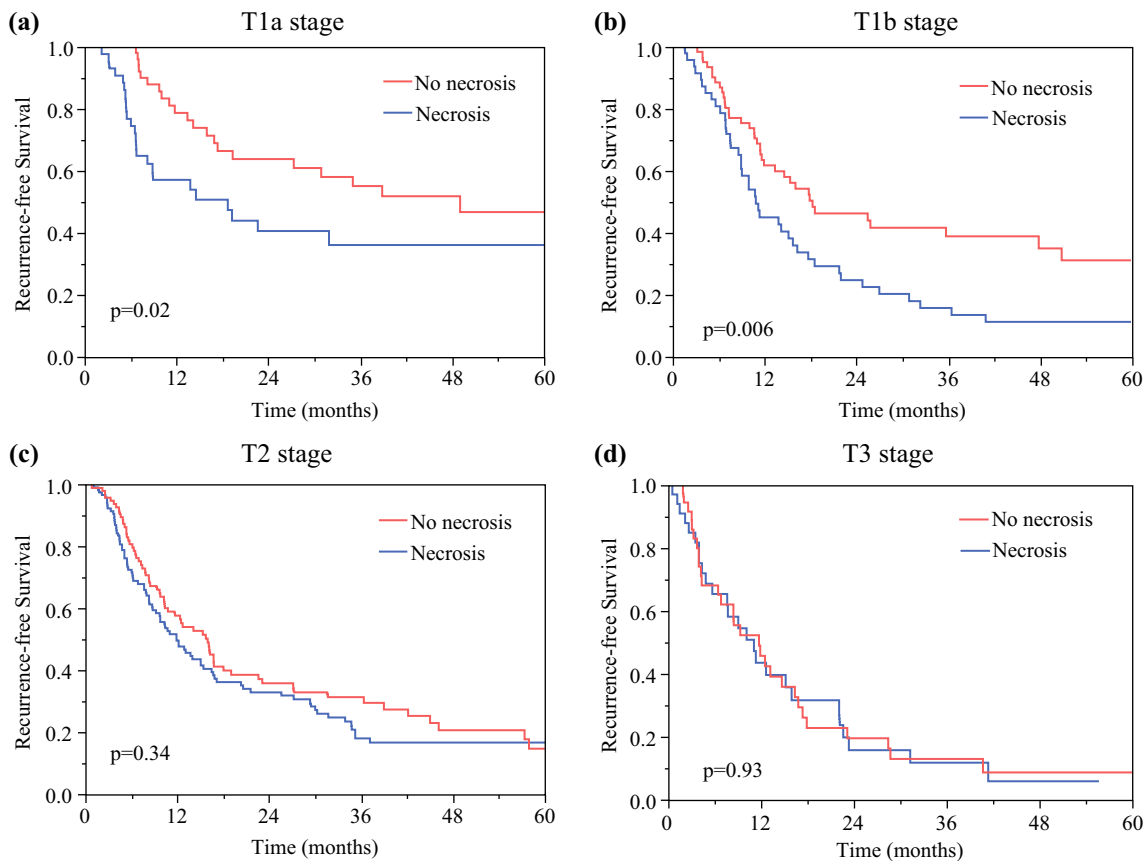 (a) T1a stage
Recurrence-free Survival
1.0
0.8
0.6
0.4
0.2
0.0
No necrosis
Necrosis
p=0.02
0 12 24 36 48 60
Time (months)
(b) T1b stage
Recurrence-free Survival
1.0
0.8
0.6
0.4
0.2
0.0
No necrosis
Necrosis
p=0.006
0 12 24 36 48 60
Time (months)
(c) T2 stage
Recurrence-free Survival
1.0
0.8
0.6
0.4
0.2
0.0
No necrosis
Necrosis
p=0.34
0 12 24 36 48 60
Time (months)
(d) T3 stage
Recurrence-free Survival
1.0
0.8
0.6
0.4
0.2
0.0
No necrosis
Necrosis
p=0.93
0 12 24 36 48 60
Time (months)